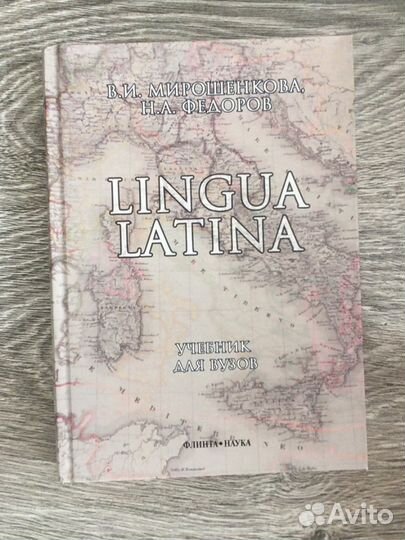 В.И. МИРОШЕНКОВА,
Н.А. ФЕДОРОВ
LINGUA
LATINA
УЧЕБНИК
ДЛЯ ВУЗОВ
ФЛИНТА • НАУКА
Avito